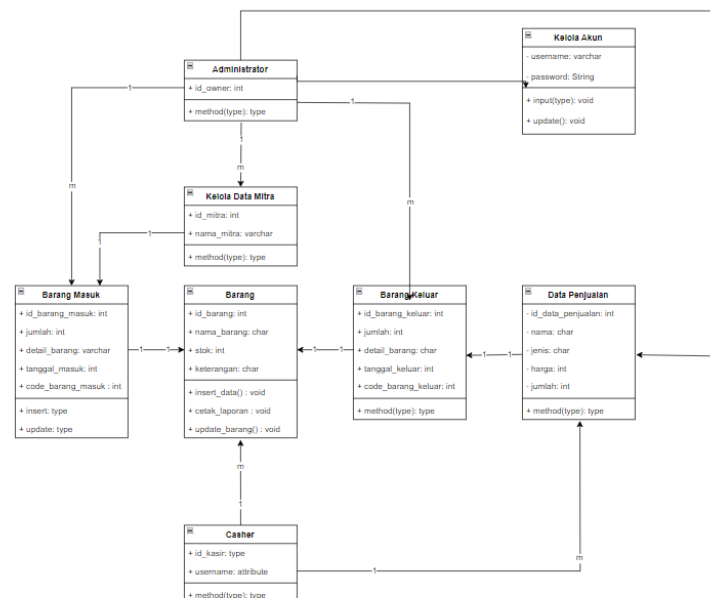 Kelola Akun
- username: varchar
- password: String
+ input(type): void
+ update(): void
Administrator
+ id_owner: int
+ method(type): type
1
1
1
m
m
m
Kelola Data Mitra
+ id_mitra: int
+ nama_mitra: varchar
+ method(type): type
1
1
Barang Masuk
+ id_barang_masuk: int
+ jumlah: int
+ detail_barang: varchar
+ tanggal_masuk: int
+ code_barang_masuk : int
+ insert: type
+ update: type
1
1
Barang
+ id_barang: int
+ nama_barang: char
+ stok: int
+ keterangan: char
+ insert_data() : void
+ cetak_laporan : void
+ update_barang() : void
1
1
Barang Keluar
+ id_barang_keluar: int
+ jumlah: int
+ detail_barang: char
+ tanggal_keluar: int
+ code_barang_keluar: int
+ method(type): type
1
1
Data Penjualan
- id_data_penjualan: int
- nama: char
- jenis: char
- harga: int
- jumlah: int
+ method(type): type
m
1
Casher
+ id_kasir: type
+ username: attribute
+ method(type): type
1
m